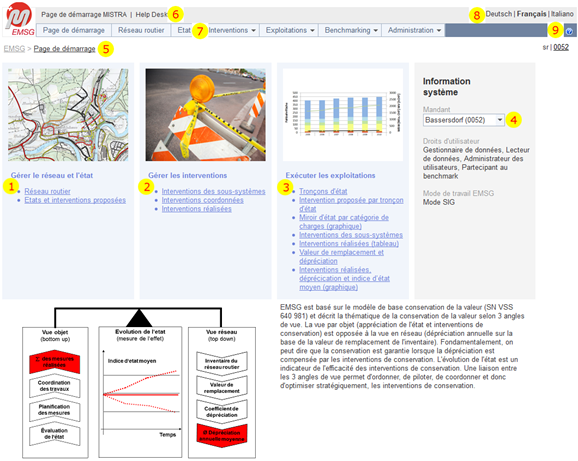 EMSG
Page de démarrage MISTRA | Help Desk 6
8 Deutsch | Français | Italiano
Page de démarrage Réseau routier Etat 7 Interventions Exploitations Benchmarking Administration 9
EMSG > Page de démarrage 5
sr | 0052
Gérer le réseau et l'état
1
Réseau routier
Etats et interventions proposées
Gérer les interventions
2
Interventions des sous-systèmes
Interventions coordonnées
Interventions réalisées
Exécuter les exploitations
3
Tronçons d'état
Intervention proposée par tronçon
d'état
Miroir d'état par catégorie de
charges (graphique)
Interventions des sous-systèmes
Interventions réalisées (tableau)
Valeur de remplacement et
dépréciation
Interventions réalisées,
déprécication et indice d'état
moyen (graphique)
Information
système
Mandant
Bassersdorf (0052) 4
Droits d'utilisateur
Gestionnaire de données, Lecteur
de données, Administrateur des
utilisateurs, Partecipant au
benchmark
Mode de travail EMSG
Mode SIG
Vue objet
(bottom up)
des mesures
réalisées
Coordination
des travaux
Planification
des mesures
Évaluation
de l'état
Evolution de l'etat
(mesure de l'effet)
Indice d'etat moyen
Temps
Vue réseau
(top down)
Inventaire du
réseau routier
Valeur de
remplacement
Coefficient de
dépréciation
Dépréciation
annuelle moyenne
EMSG est basé sur le modèle de base conservation de la valeur (SN VSS
640 981) et décrit la thématique de la conservation de la valeur selon 3 angles
de vue. La vue par objet (appréciation de l'état et interventions de
conservation) est opposée à la vue en réseau (dépréciation annuelle sur la
base de la valeur de remplacement de l'inventaire). Fondamentalement, on
peut dire que la conservation est garantie lorsque la dépréciation est
compensée par les interventions de conservation. L'évolution de l'état est un
indicateur de l'efficacité des interventions de conservation. Une liaison entre
les 3 angles de vue permet d'ordonner, de piloter, de coordonner et donc
d'optimiser stratégiquement, les interventions de conservation.